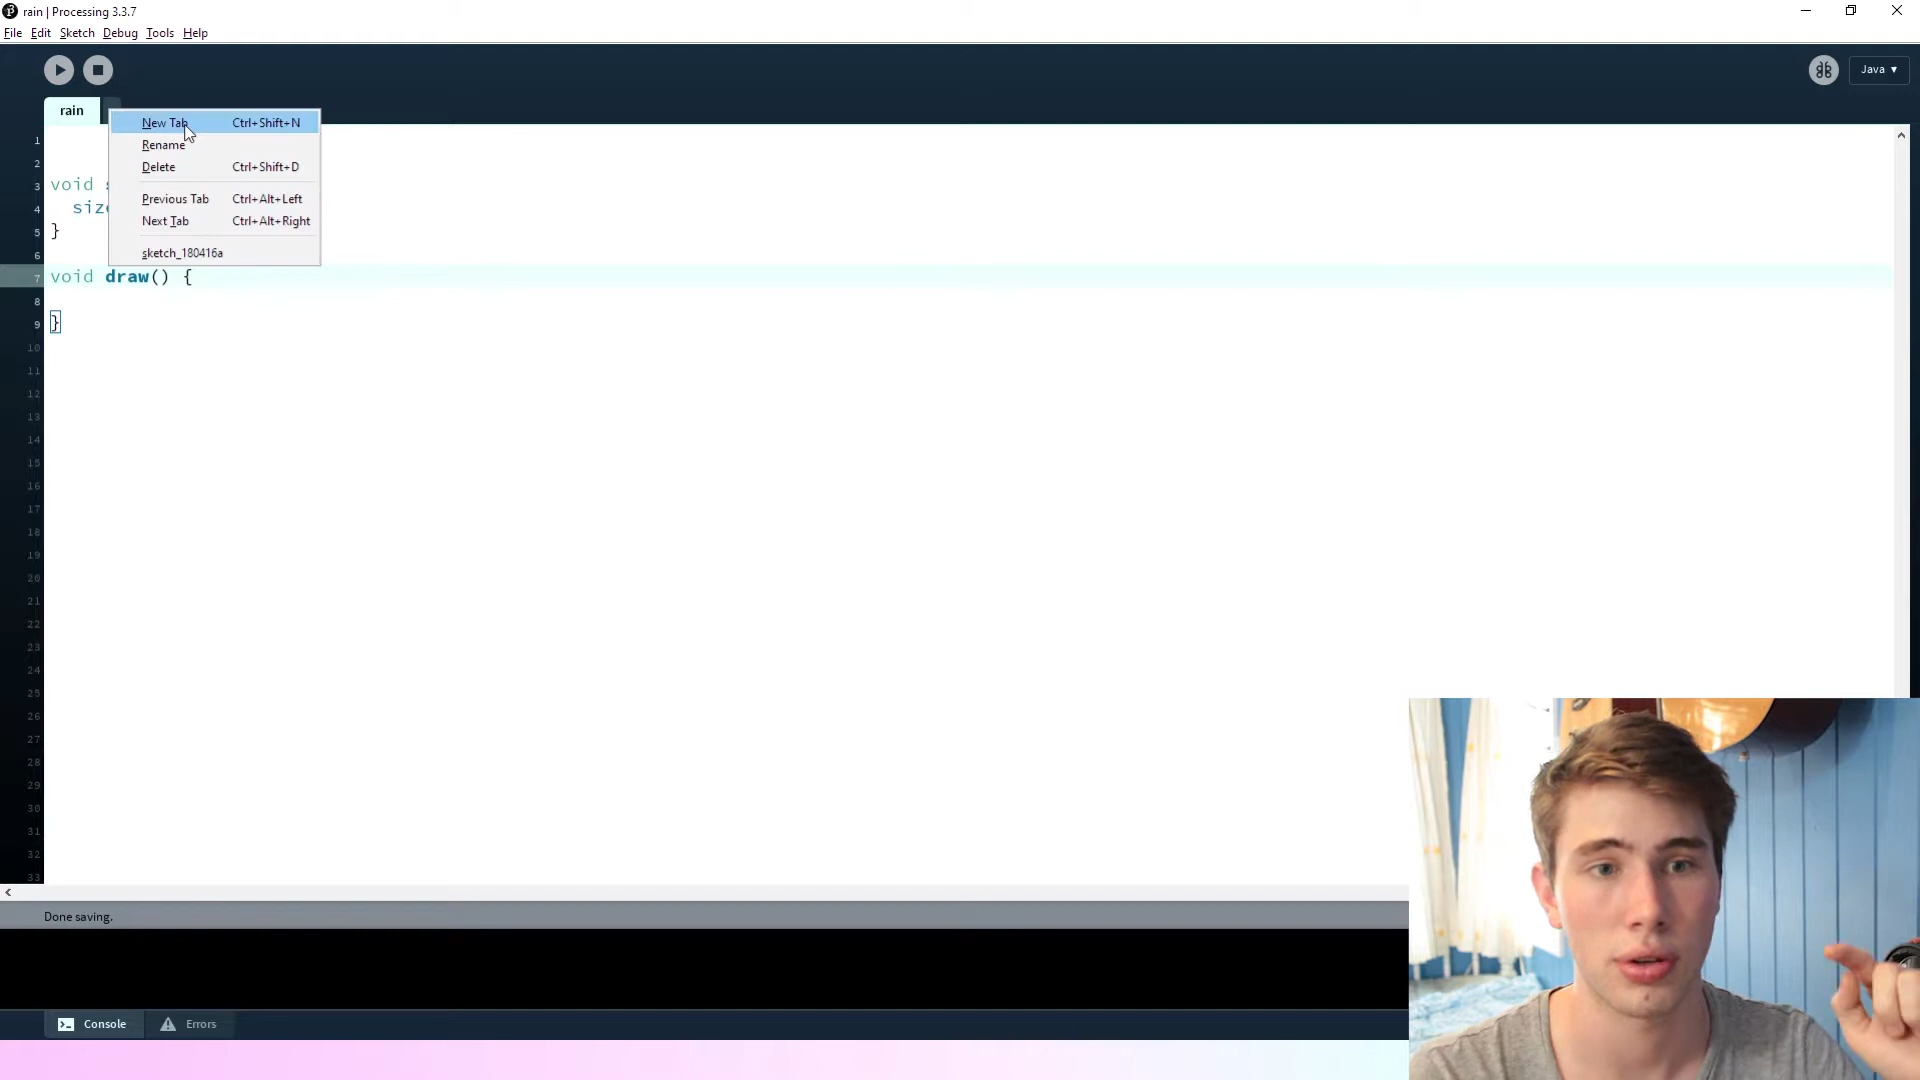 rain | Processing 3.3.7
File Edit Sketch Debug Tools Help
Java ▾
rain
New Tab Ctrl+Shift+N
Rename
Delete Ctrl+Shift+D
Previous Tab Ctrl+Alt+Left
Next Tab Ctrl+Alt+Right
sketch_180416a
1
2
3 void s
4 size
5 }
6
7 void draw() {
8
9 }
10
11
12
13
14
15
16
17
18
19
20
21
22
23
24
25
26
27
28
29
30
31
32
33
Done saving.
Console Errors